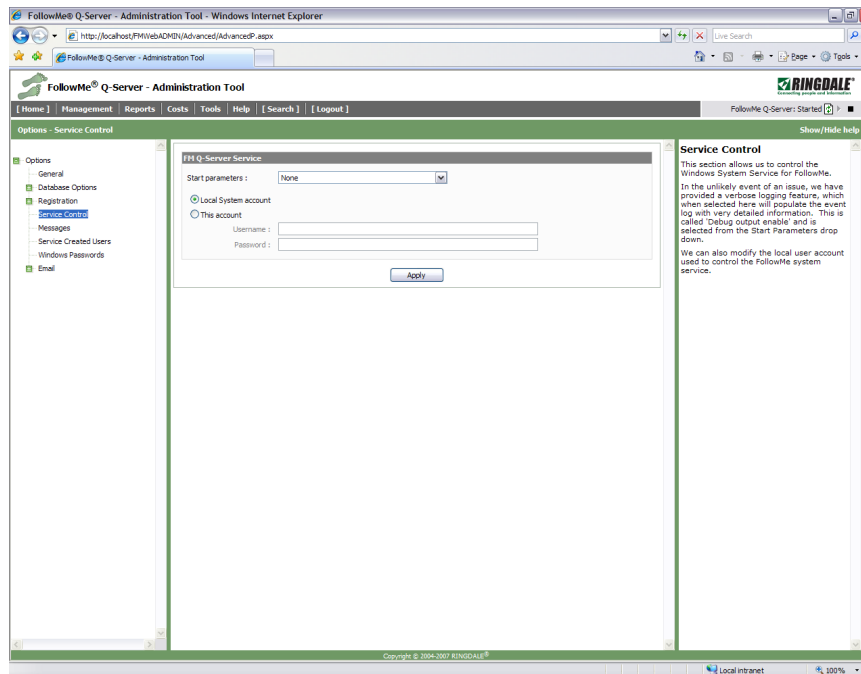 FollowMe® Q-Server - Administration Tool - Windows Internet Explorer
http://localhost/FMWebADMIN/Advanced/AdvancedP.aspx
Live Search
FollowMe® Q-Server - Administration Tool
Page
Tools
FollowMe® Q-Server - Administration Tool
RINGDALE®
Connecting people and information
[ Home ] Management Reports Costs Tools Help [ Search ] [ Logout ]
FollowMe Q-Server: Started
Options - Service Control
Show/Hide help
Options
General
Database Options
Registration
Service Control
Messages
Service Created Users
Windows Passwords
Email
FM Q-Server Service
Start parameters :
None
Local System account
This account
Username :
Password :
Apply
Service Control
This section allows us to control the
Windows System Service for FollowMe.
In the unlikely event of an issue, we have
provided a verbose logging feature, which
when selected here will populate the event
log with very detailed information. This is
called 'Debug output enable' and is
selected from the Start Parameters drop
down.
We can also modify the local user account
used to control the FollowMe system
service.
Copyright © 2004-2007 RINGDALE®
Local intranet
100%